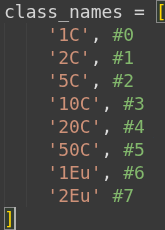 class_names = [
'1C', #0
'2C', #1
'5C', #2
'10C', #3
'20C', #4
'50C', #5
'1Eu', #6
'2Eu' #7
]